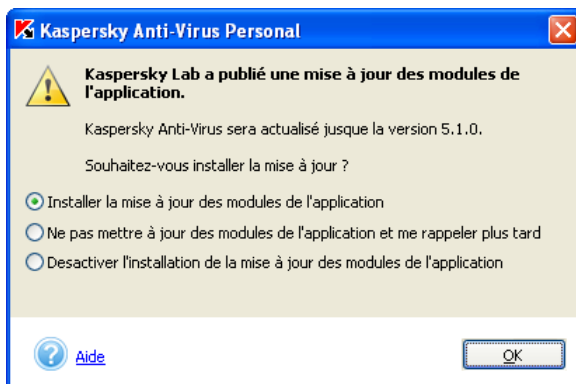 Kaspersky Anti-Virus Personal
Kaspersky Lab a publié une mise à jour des modules de
l'application.
Kaspersky Anti-Virus sera actualisé jusque la version 5.1.0.
Souhaitez-vous installer la mise à jour ?
Installer la mise à jour des modules de l'application
Ne pas mettre à jour des modules de l'application et me rappeler plus tard
Desactiver l'installation de la mise à jour des modules de l'application
Aide
OK